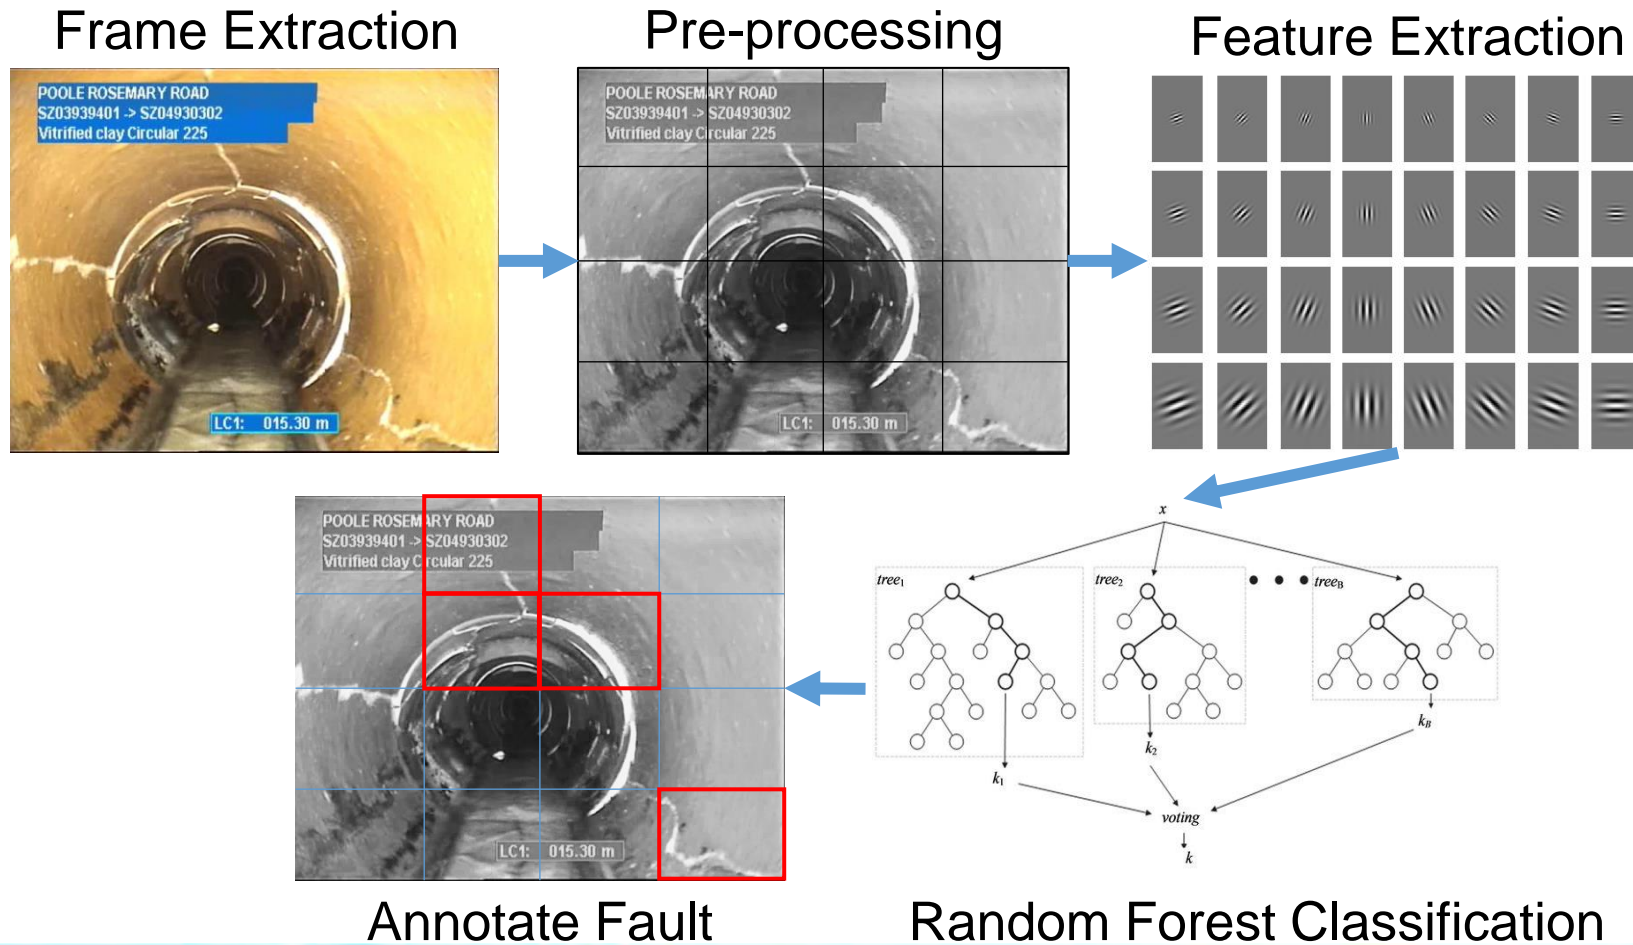 Frame Extraction
Pre-processing
Feature Extraction
POOLE ROSEMARY ROAD
SZ03939401 -> SZ04930302
Vitrified clay Circular 225
LC1: 015.30 m
POOLE ROSEMARY ROAD
SZ03939401 -> SZ04930302
Vitrified clay Circular 225
LC1: 015.30 m
POOLE ROSEMARY ROAD
SZ03939401 -> SZ04930302
Vitrified clay Circular 225
LC1: 015.30 m
x
tree1
tree2
treeB
k1
k2
kB
voting
k
Annotate Fault
Random Forest Classification